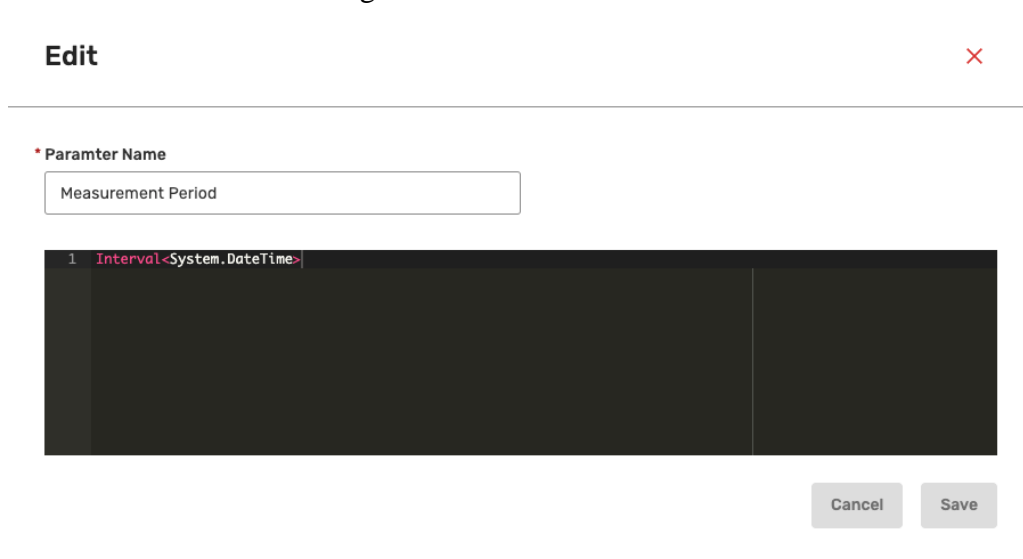 Edit
* Paramter Name
Measurement Period
1 Interval<System.DateTime>
Cancel Save